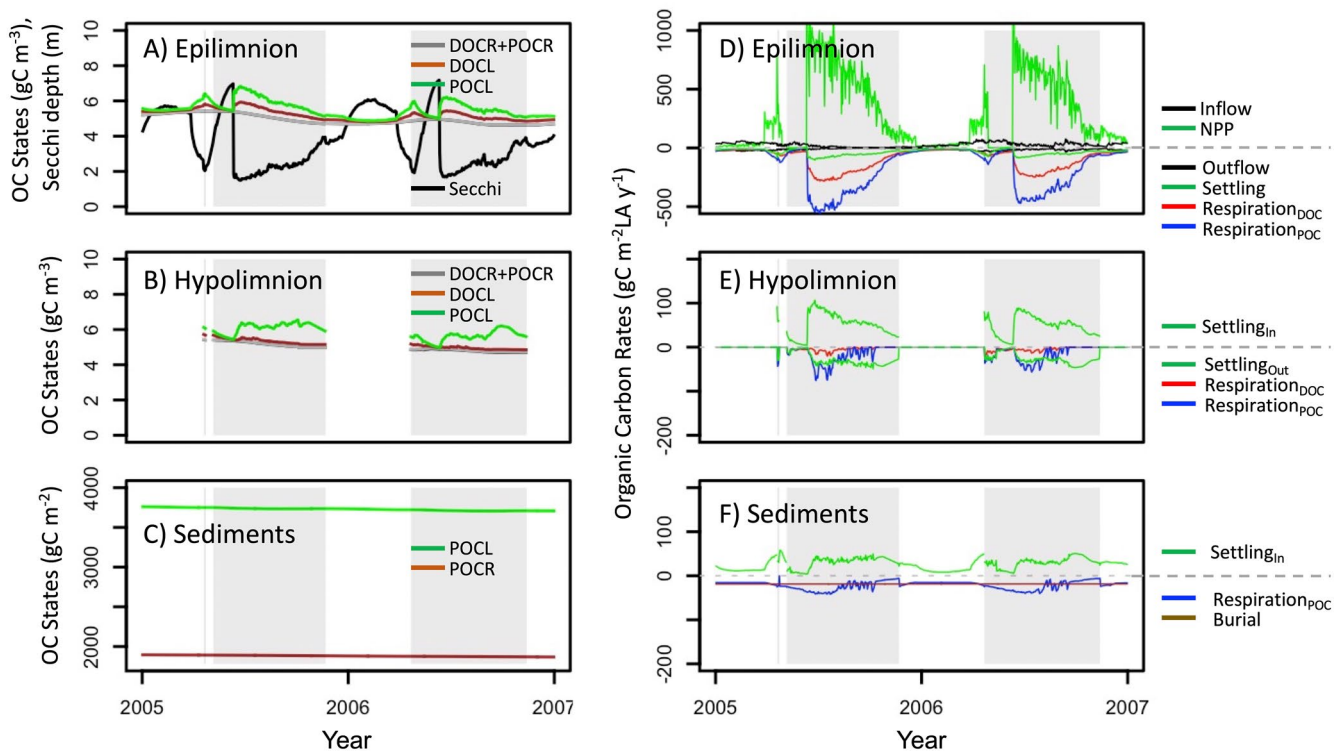 OC States (gC m-3),
Secchi depth (m)
10
8
6
4
2
0
A) Epilimnion
DOCR+POCR
DOCL
POCL
Secchi
OC States (gC m-3)
10
8
6
4
2
0
B) Hypolimnion
DOCR+POCR
DOCL
POCL
OC States (gC m-2)
4000
3000
2000
C) Sediments
POCL
POCR
2005
2006
2007
Year
Organic Carbon Rates (gC m-2LA y-1)
1000
500
0
-500
D) Epilimnion
Inflow
NPP
Outflow
Settling
RespirationDOC
RespirationPOC
100
0
-200
E) Hypolimnion
SettlingIn
SettlingOut
RespirationDOC
RespirationPOC
100
0
-200
F) Sediments
SettlingIn
RespirationPOC
Burial
2005
2006
2007
Year